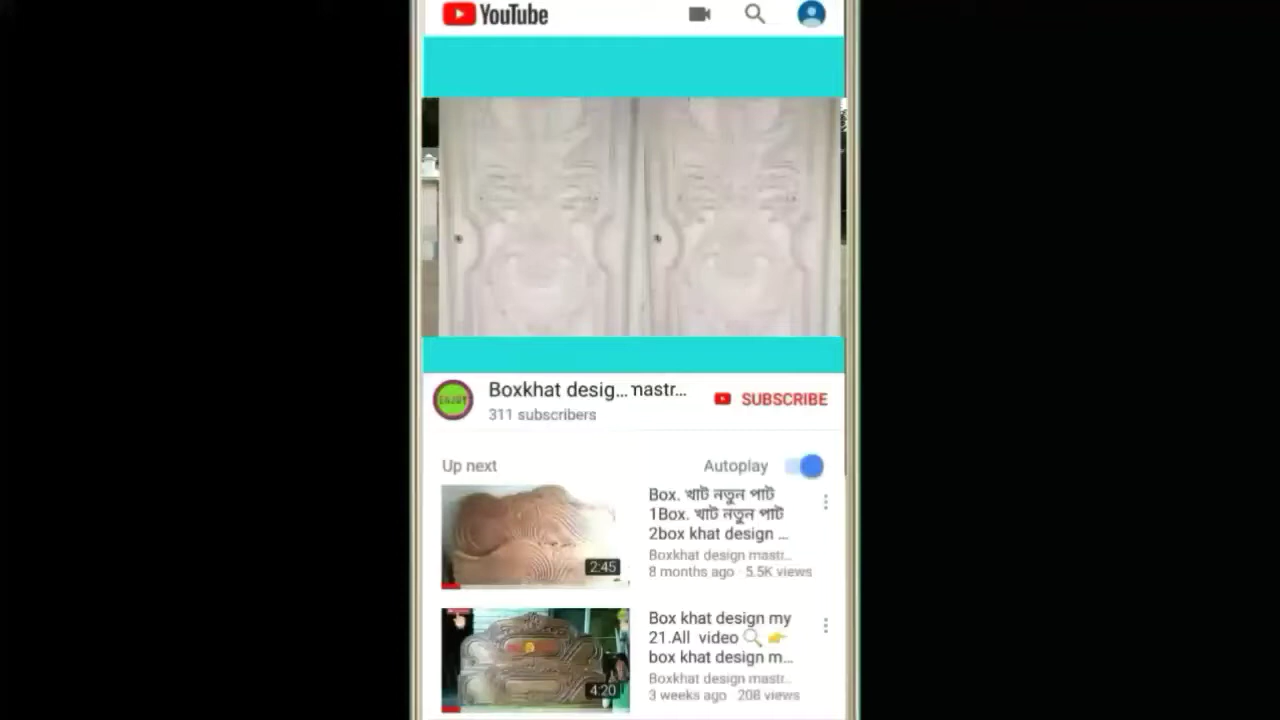 YouTube
Boxkhat desig... mastr...
SUBSCRIBE
311 subscribers
ENJOY
Up next
Autoplay
Box. খাট নতুন পাট
1Box. খাট নতুন পাট
2box khat design ...
Boxkhat design mastr...
8 months ago · 5.5K views
2:45
Box khat design my
21.All video 🔍 👉
box khat design m...
Boxkhat design mastr...
3 weeks ago · 208 views
4:20